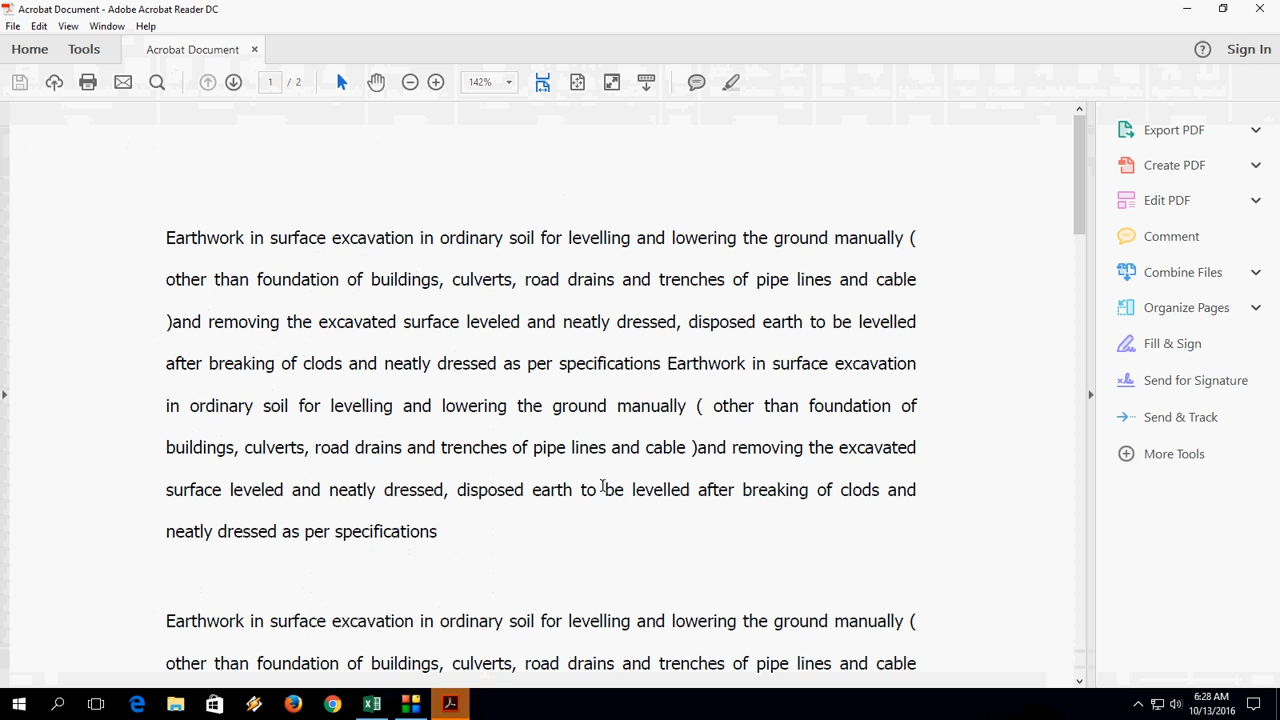 Acrobat Document - Adobe Acrobat Reader DC
File Edit View Window Help
Home Tools Acrobat Document × ? Sign In
1 / 2 142%
Export PDF
Create PDF
Edit PDF
Comment
Combine Files
Organize Pages
Fill & Sign
Send for Signature
Send & Track
More Tools
Earthwork in surface excavation in ordinary soil for levelling and lowering the ground manually (
other than foundation of buildings, culverts, road drains and trenches of pipe lines and cable
)and removing the excavated surface leveled and neatly dressed, disposed earth to be levelled
after breaking of clods and neatly dressed as per specifications Earthwork in surface excavation
in ordinary soil for levelling and lowering the ground manually ( other than foundation of
buildings, culverts, road drains and trenches of pipe lines and cable )and removing the excavated
surface leveled and neatly dressed, disposed earth to be levelled after breaking of clods and
neatly dressed as per specifications
Earthwork in surface excavation in ordinary soil for levelling and lowering the ground manually (
other than foundation of buildings, culverts, road drains and trenches of pipe lines and cable
6:28 AM
10/13/2016